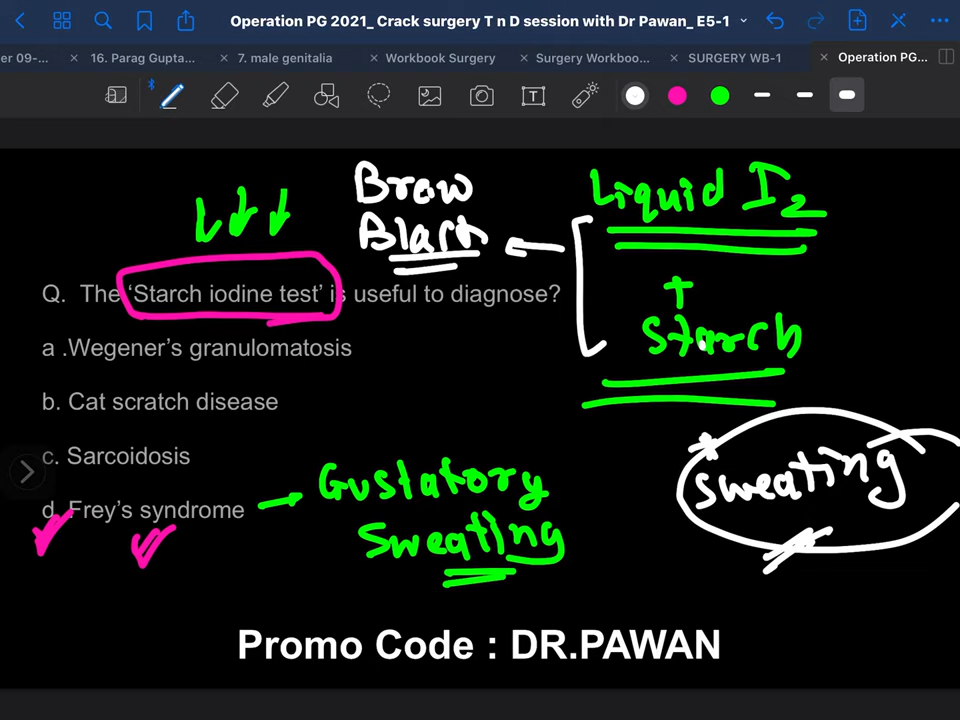 Operation PG 2021_ Crack surgery T n D session with Dr Pawan_ E5-1
er 09-...
16. Parag Gupta...
7. male genitalia
Workbook Surgery
Surgery Workboo...
SURGERY WB-1
Operation PG...
T
Brow
Black
Liquid I2
+
Starch
Q. The ‘Starch iodine test’ is useful to diagnose?
a .Wegener’s granulomatosis
b. Cat scratch disease
c. Sarcoidosis
d. Frey’s syndrome
Gustatory
Sweating
* Sweating
Promo Code : DR.PAWAN